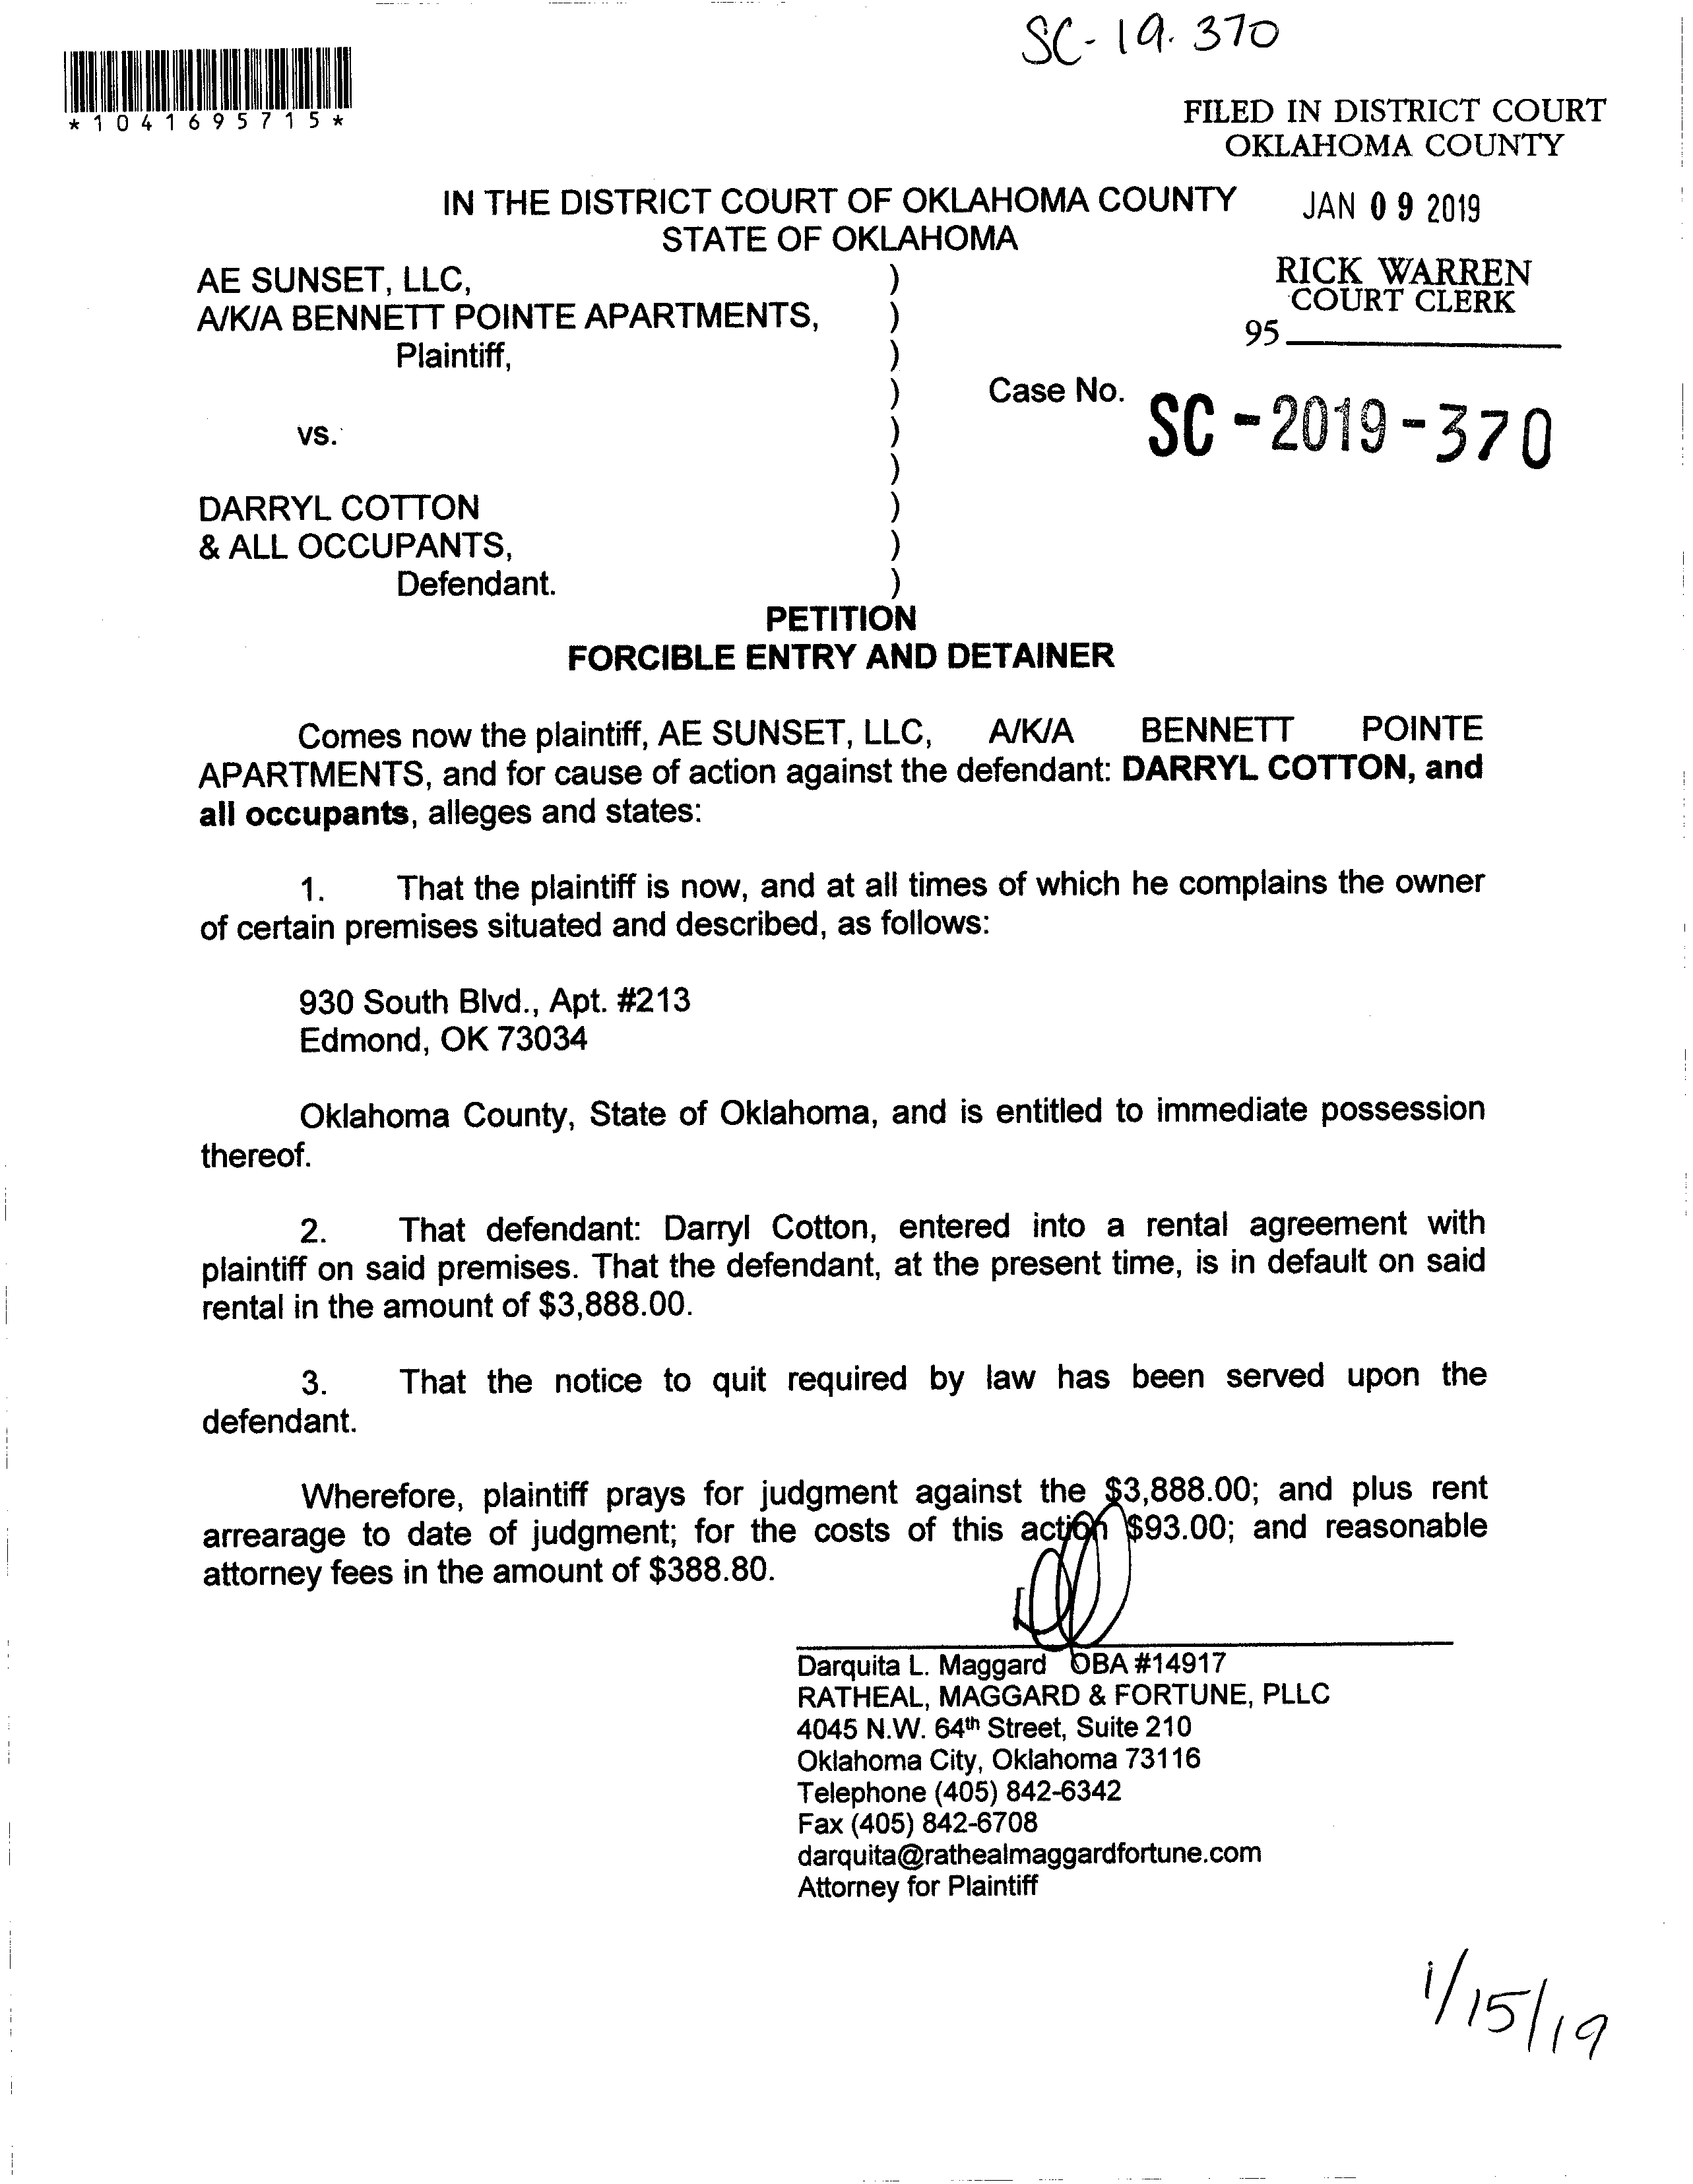 SC-19-370
*1041695715*
FILED IN DISTRICT COURT
OKLAHOMA COUNTY
IN THE DISTRICT COURT OF OKLAHOMA COUNTY
JAN 09 2019
STATE OF OKLAHOMA
AE SUNSET, LLC, )
RICK WARREN
COURT CLERK
A/K/A BENNETT POINTE APARTMENTS, )
95
Plaintiff, )
) Case No. SC-2019-370
vs. )
)
DARRYL COTTON )
& ALL OCCUPANTS, )
Defendant. )
PETITION
FORCIBLE ENTRY AND DETAINER
Comes now the plaintiff, AE SUNSET, LLC, A/K/A BENNETT POINTE
APARTMENTS, and for cause of action against the defendant: DARRYL COTTON, and
all occupants, alleges and states:
1. That the plaintiff is now, and at all times of which he complains the owner
of certain premises situated and described, as follows:
930 South Blvd., Apt. #213
Edmond, OK 73034
Oklahoma County, State of Oklahoma, and is entitled to immediate possession
thereof.
2. That defendant: Darryl Cotton, entered into a rental agreement with
plaintiff on said premises. That the defendant, at the present time, is in default on said
rental in the amount of $3,888.00.
3. That the notice to quit required by law has been served upon the
defendant.
Wherefore, plaintiff prays for judgment against the $3,888.00; and plus rent
arrearage to date of judgment; for the costs of this action $93.00; and reasonable
attorney fees in the amount of $388.80.
Darquita L. Maggard OBA #14917
RATHEAL, MAGGARD & FORTUNE, PLLC
4045 N.W. 64th Street, Suite 210
Oklahoma City, Oklahoma 73116
Telephone (405) 842-6342
Fax (405) 842-6708
darquita@rathealmaggardfortune.com
Attorney for Plaintiff
1/15/19